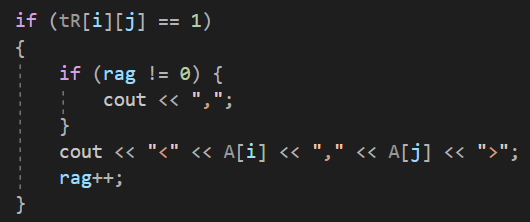 if (tR[i][j] == 1)
{
if (rag != 0) {
cout << ",";
}
cout << "<" << A[i] << "," << A[j] << ">";
rag++;
}